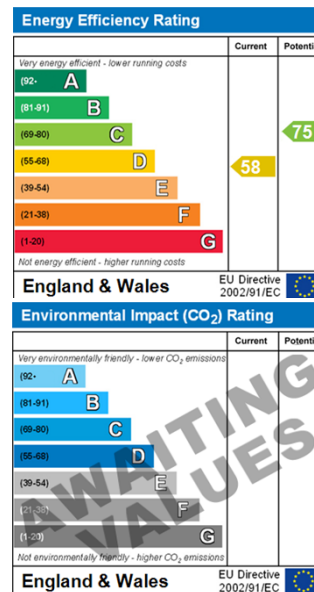 Energy Efficiency Rating
Current Potenti
Very energy efficient - lower running costs
(92- A
(81-91) B
(69-80) C
75
(55-68) D
58
(39-54) E
(21-38) F
(1-20) G
Not energy efficient - higher running costs
England & Wales
EU Directive
2002/91/EC
Environmental Impact (CO₂) Rating
Current Potenti
Very environmentally friendly - lower CO₂ emissions
(92- A
(81-91) B
(69-80) C
(55-68) D
(39-54) E
(21-38) F
(1-20) G
AWAITING
VALUES
Not environmentally friendly - higher CO₂ emissions
England & Wales
EU Directive
2002/91/EC